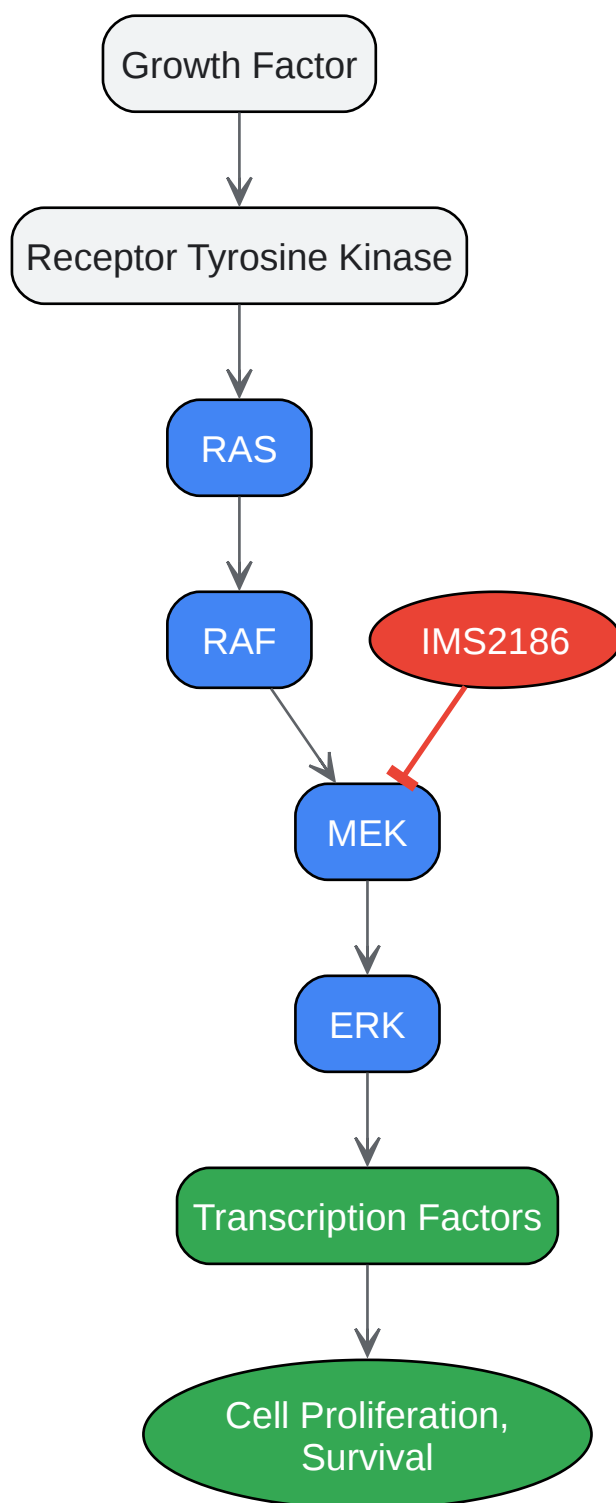 Growth Factor
Receptor Tyrosine Kinase
RAS
RAF
IMS2186
MEK
ERK
Transcription Factors
Cell Proliferation,
Survival